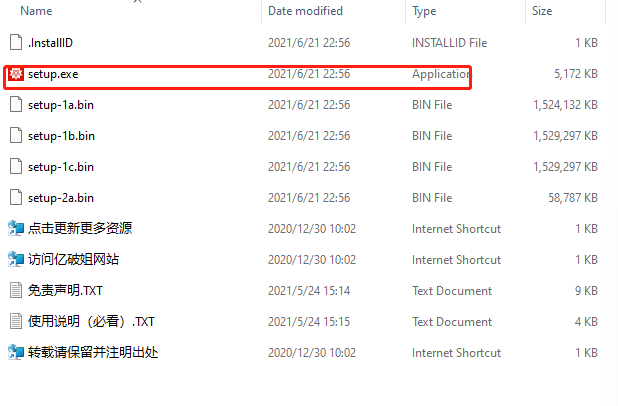 Name Date modified Type Size
.InstallID 2021/6/21 22:56 INSTALLID File 1 KB
setup.exe 2021/6/21 22:56 Application 5,172 KB
setup-1a.bin 2021/6/21 22:56 BIN File 1,524,132 KB
setup-1b.bin 2021/6/21 22:56 BIN File 1,529,297 KB
setup-1c.bin 2021/6/21 22:56 BIN File 1,529,297 KB
setup-2a.bin 2021/6/21 22:56 BIN File 58,787 KB
点击更新更多资源 2020/12/30 10:02 Internet Shortcut 1 KB
访问亿破姐网站 2020/12/30 10:02 Internet Shortcut 1 KB
免责声明.TXT 2021/5/24 15:14 Text Document 9 KB
使用说明（必看）.TXT 2021/5/24 15:15 Text Document 4 KB
转载请保留并注明出处 2020/12/30 10:02 Internet Shortcut 1 KB